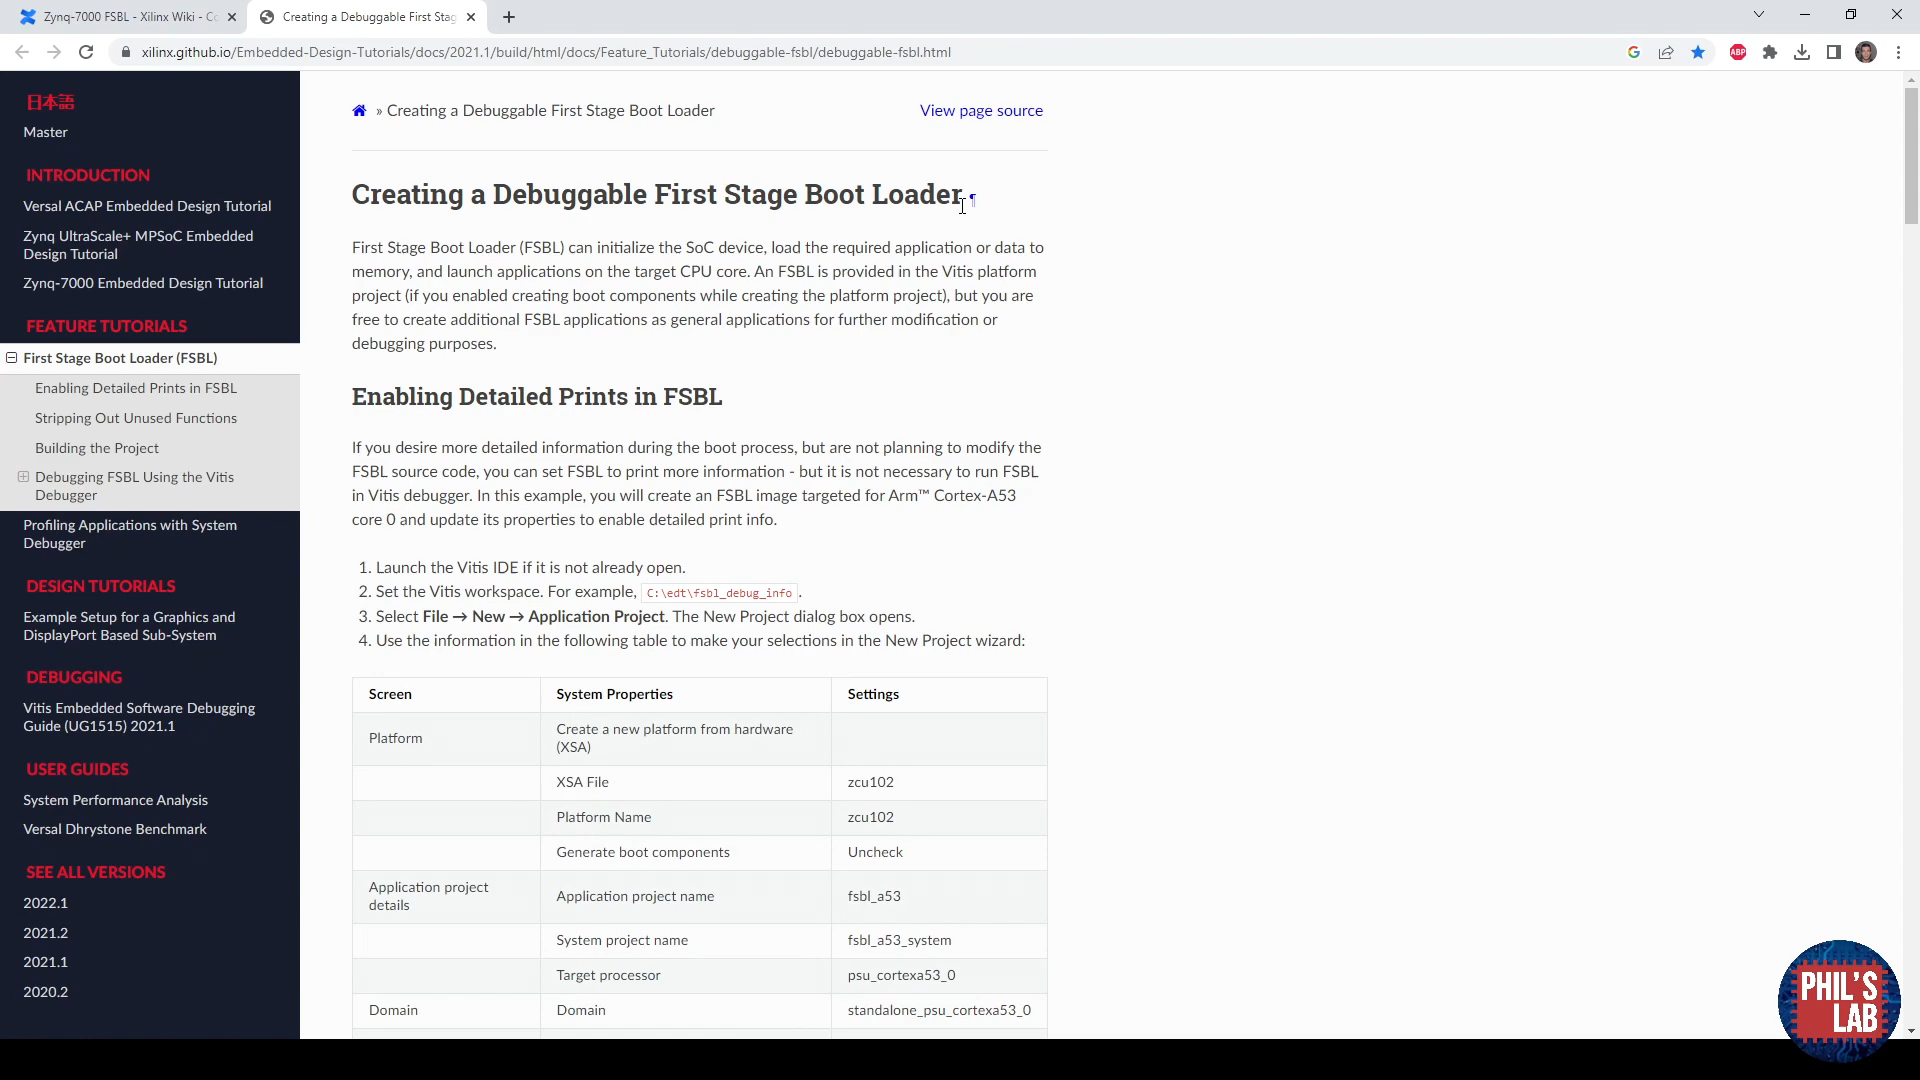 Zynq-7000 FSBL - Xilinx Wiki - Co
Creating a Debuggable First Stag
xilinx.github.io/Embedded-Design-Tutorials/docs/2021.1/build/html/docs/Feature_Tutorials/debuggable-fsbl/debuggable-fsbl.html
G
ABP
日本語
Master
INTRODUCTION
Versal ACAP Embedded Design Tutorial
Zynq UltraScale+ MPSoC Embedded
Design Tutorial
Zynq-7000 Embedded Design Tutorial
FEATURE TUTORIALS
First Stage Boot Loader (FSBL)
Enabling Detailed Prints in FSBL
Stripping Out Unused Functions
Building the Project
Debugging FSBL Using the Vitis
Debugger
Profiling Applications with System
Debugger
DESIGN TUTORIALS
Example Setup for a Graphics and
DisplayPort Based Sub-System
DEBUGGING
Vitis Embedded Software Debugging
Guide (UG1515) 2021.1
USER GUIDES
System Performance Analysis
Versal Dhrystone Benchmark
SEE ALL VERSIONS
2022.1
2021.2
2021.1
2020.2
» Creating a Debuggable First Stage Boot Loader
View page source
Creating a Debuggable First Stage Boot Loader¶
First Stage Boot Loader (FSBL) can initialize the SoC device, load the required application or data to
memory, and launch applications on the target CPU core. An FSBL is provided in the Vitis platform
project (if you enabled creating boot components while creating the platform project), but you are
free to create additional FSBL applications as general applications for further modification or
debugging purposes.
Enabling Detailed Prints in FSBL
If you desire more detailed information during the boot process, but are not planning to modify the
FSBL source code, you can set FSBL to print more information - but it is not necessary to run FSBL
in Vitis debugger. In this example, you will create an FSBL image targeted for Arm™ Cortex-A53
core 0 and update its properties to enable detailed print info.
1. Launch the Vitis IDE if it is not already open.
2. Set the Vitis workspace. For example, C:\edt\fsbl_debug_info.
3. Select File → New → Application Project. The New Project dialog box opens.
4. Use the information in the following table to make your selections in the New Project wizard:
Screen System Properties Settings
Platform Create a new platform from hardware
(XSA)
XSA File zcu102
Platform Name zcu102
Generate boot components Uncheck
Application project
details Application project name fsbl_a53
System project name fsbl_a53_system
Target processor psu_cortexa53_0
Domain Domain standalone_psu_cortexa53_0
PHIL'S
LAB